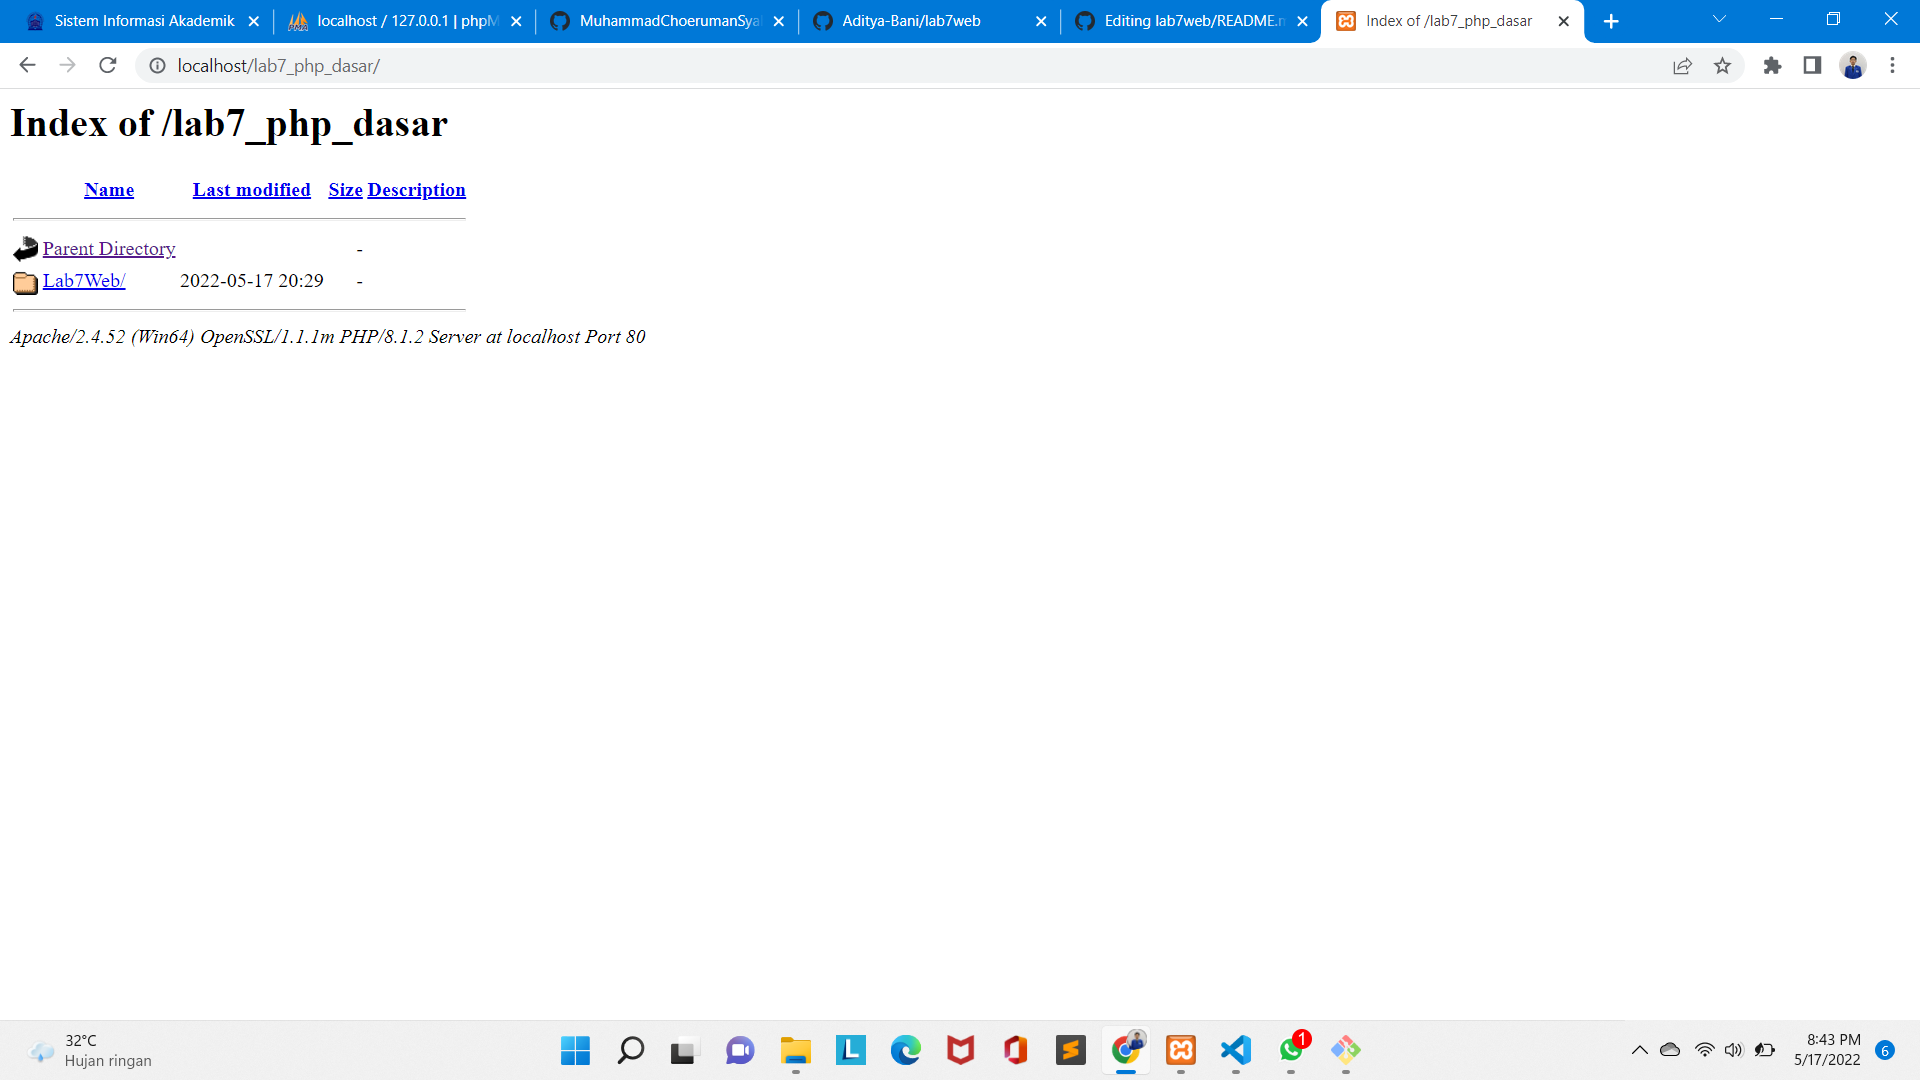 Sistem Informasi Akademik
localhost / 127.0.0.1 | phpM
MuhammadChoerumanSya
Aditya-Bani/lab7web
Editing lab7web/README.m
Index of /lab7_php_dasar
localhost/lab7_php_dasar/
Index of /lab7_php_dasar
Name Last modified Size Description
Parent Directory -
Lab7Web/ 2022-05-17 20:29 -
Apache/2.4.52 (Win64) OpenSSL/1.1.1m PHP/8.1.2 Server at localhost Port 80
32°C
Hujan ringan
1
8:43 PM
5/17/2022
6